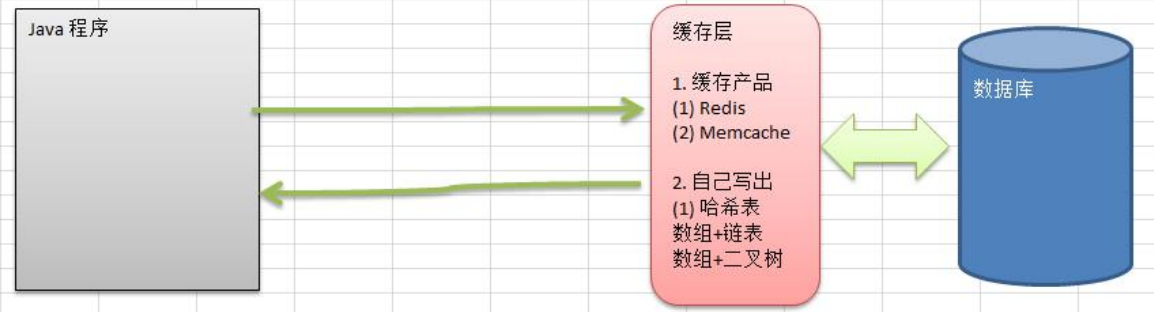 Java 程序
缓存层
1. 缓存产品
(1) Redis
(2) Memcache
2. 自己写出
(1) 哈希表
数组+链表
数组+二叉树
数据库